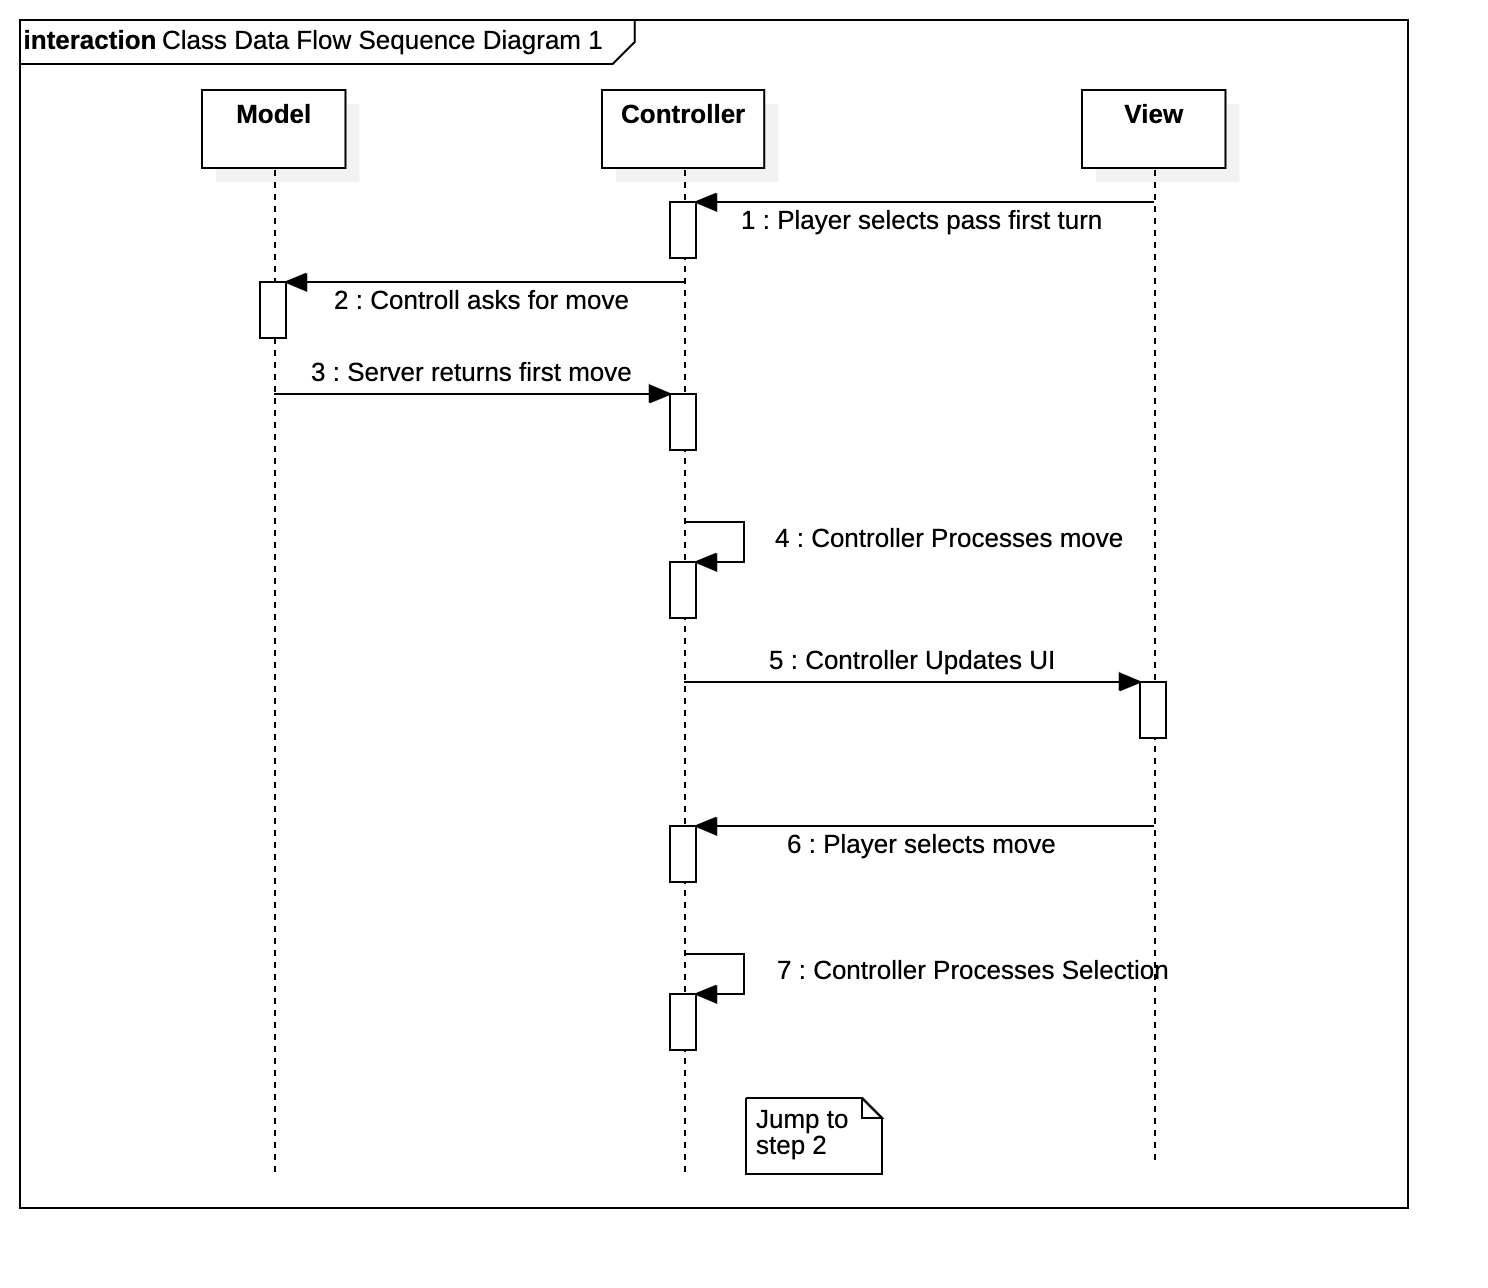 interaction Class Data Flow Sequence Diagram 1
Model
Controller
View
1 : Player selects pass first turn
2 : Controll asks for move
3 : Server returns first move
4 : Controller Processes move
5 : Controller Updates UI
6 : Player selects move
7 : Controller Processes Selection
Jump to
step 2